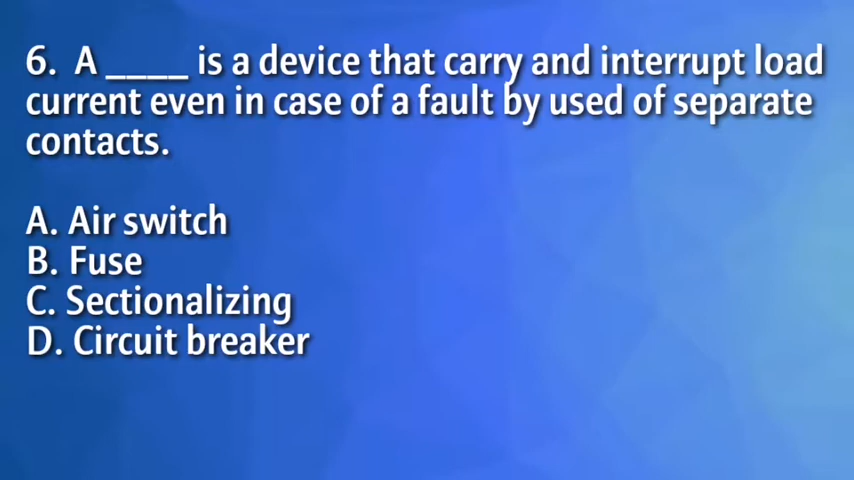 6. A ____ is a device that carry and interrupt load
current even in case of a fault by used of separate
contacts.
A. Air switch
B. Fuse
C. Sectionalizing
D. Circuit breaker